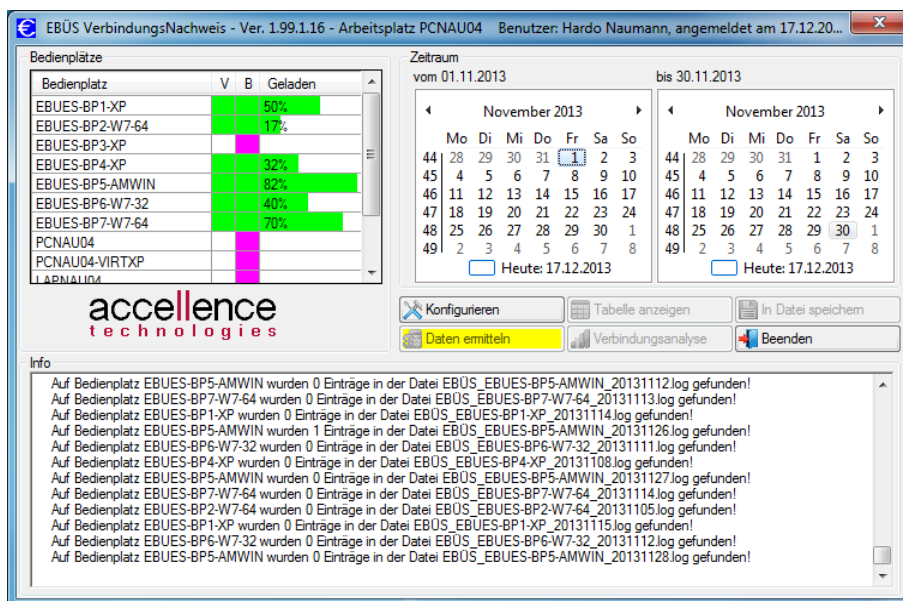 EBÜS VerbindungsNachweis - Ver. 1.99.1.16 - Arbeitsplatz PCNAU04 Benutzer: Hardo Naumann, angemeldet am 17.12.20...
Bedienplätze
Bedienplatz V B Geladen
EBUES-BP1-XP 50%
EBUES-BP2-W7-64 17%
EBUES-BP3-XP
EBUES-BP4-XP 32%
EBUES-BP5-AMWIN 82%
EBUES-BP6-W7-32 40%
EBUES-BP7-W7-64 70%
PCNAU04
PCNAU04-VIRTXP
LAPNAU04
accellence
technologies
Zeitraum
vom 01.11.2013
November 2013
Mo Di Mi Do Fr Sa So
44 28 29 30 31 1 2 3
45 4 5 6 7 8 9 10
46 11 12 13 14 15 16 17
47 18 19 20 21 22 23 24
48 25 26 27 28 29 30 1
49 2 3 4 5 6 7 8
Heute: 17.12.2013
bis 30.11.2013
November 2013
Mo Di Mi Do Fr Sa So
44 28 29 30 31 1 2 3
45 4 5 6 7 8 9 10
46 11 12 13 14 15 16 17
47 18 19 20 21 22 23 24
48 25 26 27 28 29 30 1
49 2 3 4 5 6 7 8
Heute: 17.12.2013
Konfigurieren Tabelle anzeigen In Datei speichern
Daten ermitteln Verbindungsanalyse Beenden
Info
Auf Bedienplatz EBUES-BP5-AMWIN wurden 0 Einträge in der Datei EBÜS_EBUES-BP5-AMWIN_20131112.log gefunden!
Auf Bedienplatz EBUES-BP7-W7-64 wurden 0 Einträge in der Datei EBÜS_EBUES-BP7-W7-64_20131113.log gefunden!
Auf Bedienplatz EBUES-BP1-XP wurden 0 Einträge in der Datei EBÜS_EBUES-BP1-XP_20131114.log gefunden!
Auf Bedienplatz EBUES-BP5-AMWIN wurden 1 Einträge in der Datei EBÜS_EBUES-BP5-AMWIN_20131126.log gefunden!
Auf Bedienplatz EBUES-BP6-W7-32 wurden 0 Einträge in der Datei EBÜS_EBUES-BP6-W7-32_20131111.log gefunden!
Auf Bedienplatz EBUES-BP4-XP wurden 0 Einträge in der Datei EBÜS_EBUES-BP4-XP_20131108.log gefunden!
Auf Bedienplatz EBUES-BP5-AMWIN wurden 0 Einträge in der Datei EBÜS_EBUES-BP5-AMWIN_20131127.log gefunden!
Auf Bedienplatz EBUES-BP7-W7-64 wurden 0 Einträge in der Datei EBÜS_EBUES-BP7-W7-64_20131114.log gefunden!
Auf Bedienplatz EBUES-BP2-W7-64 wurden 0 Einträge in der Datei EBÜS_EBUES-BP2-W7-64_20131105.log gefunden!
Auf Bedienplatz EBUES-BP1-XP wurden 0 Einträge in der Datei EBÜS_EBUES-BP1-XP_20131115.log gefunden!
Auf Bedienplatz EBUES-BP6-W7-32 wurden 0 Einträge in der Datei EBÜS_EBUES-BP6-W7-32_20131112.log gefunden!
Auf Bedienplatz EBUES-BP5-AMWIN wurden 0 Einträge in der Datei EBÜS_EBUES-BP5-AMWIN_20131128.log gefunden!